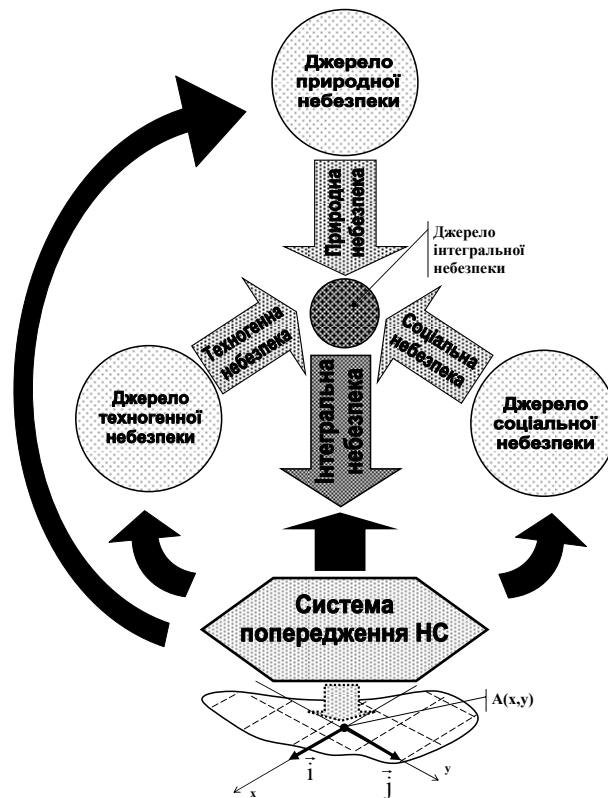 Джерело
природної
небезпеки
Природна
небезпека
Джерело
інтегральної
небезпеки
Техногенна
небезпека
Соціальна
небезпека
Джерело
техногенної
небезпеки
Інтегральна
небезпека
Джерело
соціальної
небезпеки
Система
попередження НС
A(x,y)
i
j
x
y